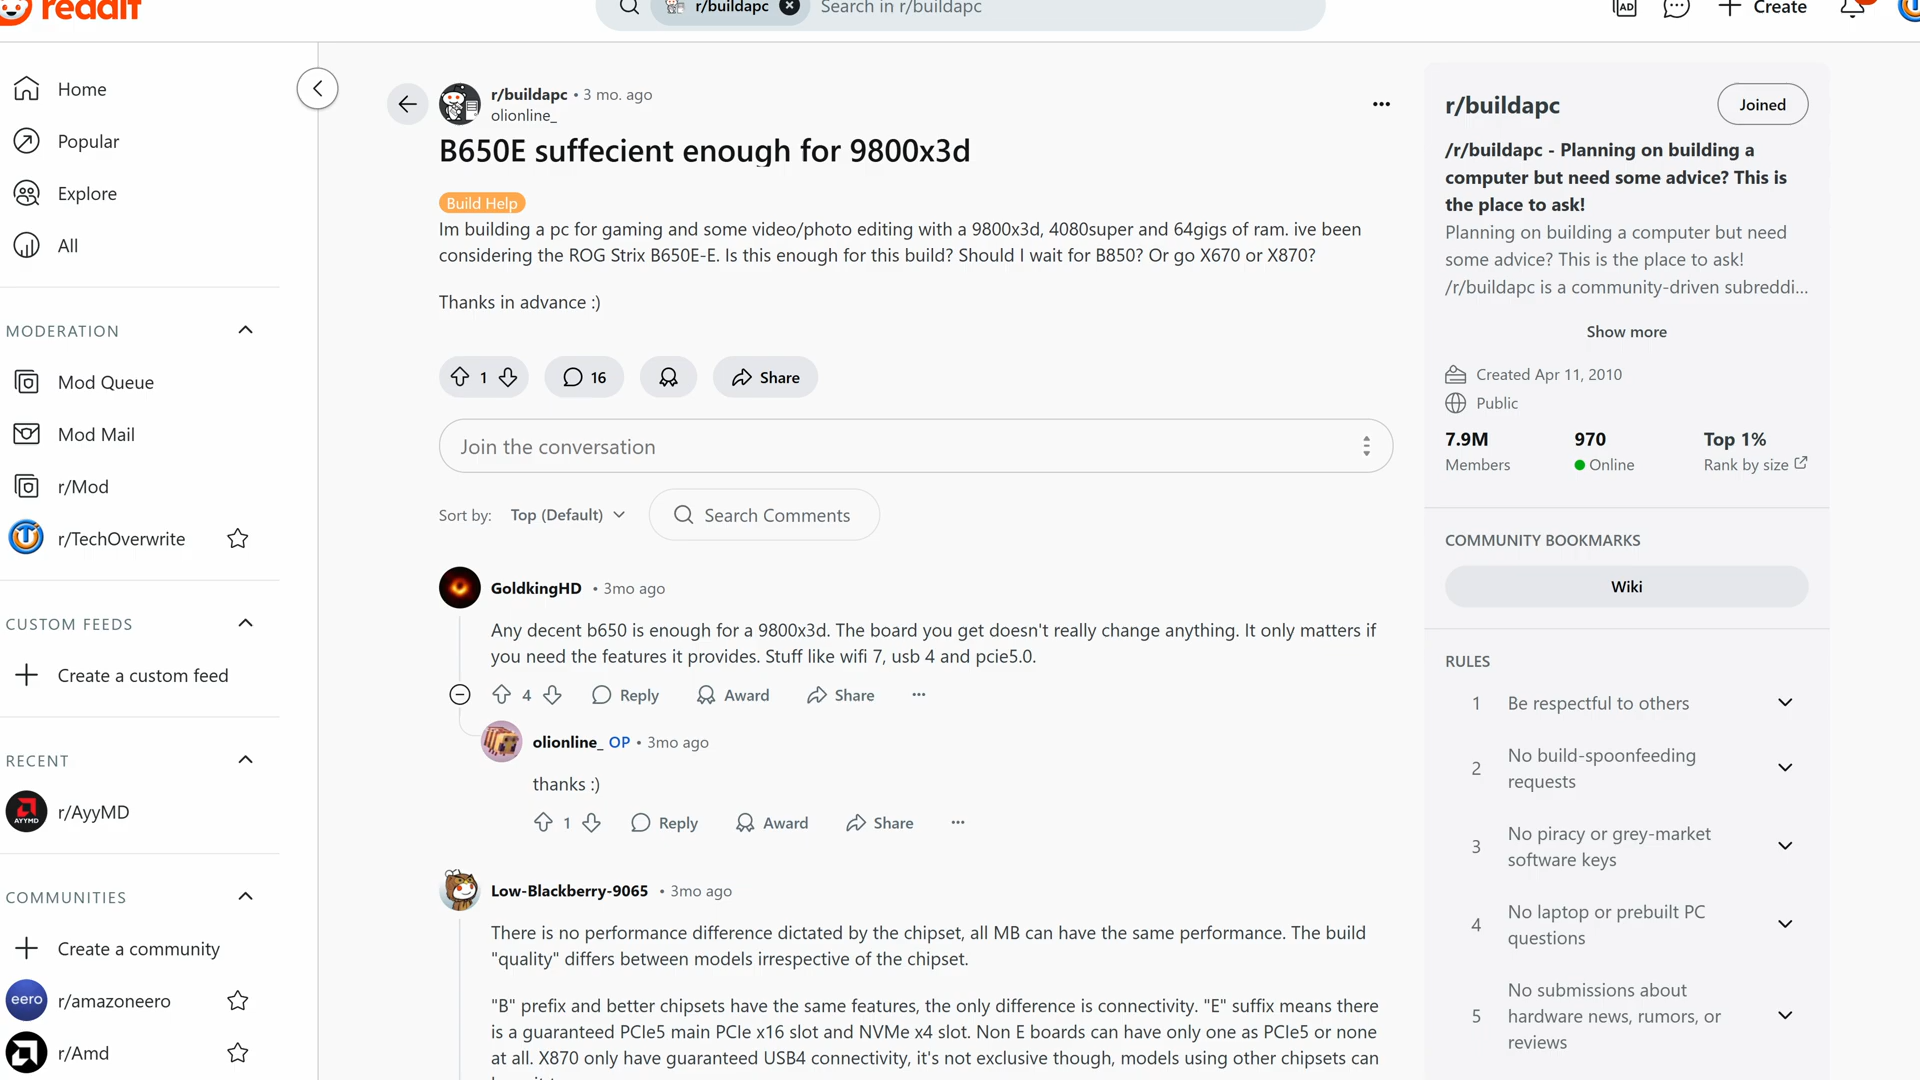 reddit
r/buildapc
Search in r/buildapc
AD
Create
Home
Popular
Explore
All
MODERATION
Mod Queue
Mod Mail
r/Mod
r/TechOverwrite
CUSTOM FEEDS
Create a custom feed
RECENT
AYYMD
r/AyyMD
COMMUNITIES
Create a community
eero
r/amazoneero
r/Amd
r/buildapc • 3 mo. ago
olionline_
B650E suffecient enough for 9800x3d
Build Help
Im building a pc for gaming and some video/photo editing with a 9800x3d, 4080super and 64gigs of ram. ive been
considering the ROG Strix B650E-E. Is this enough for this build? Should I wait for B850? Or go X670 or X870?
Thanks in advance :)
1
16
Share
Join the conversation
Sort by: Top (Default)
Search Comments
GoldkingHD • 3mo ago
Any decent b650 is enough for a 9800x3d. The board you get doesn't really change anything. It only matters if
you need the features it provides. Stuff like wifi 7, usb 4 and pcie5.0.
4 Reply Award Share
olionline_ OP • 3mo ago
thanks :)
1 Reply Award Share
Low-Blackberry-9065 • 3mo ago
There is no performance difference dictated by the chipset, all MB can have the same performance. The build
"quality" differs between models irrespective of the chipset.
"B" prefix and better chipsets have the same features, the only difference is connectivity. "E" suffix means there
is a guaranteed PCIe5 main PCIe x16 slot and NVMe x4 slot. Non E boards can have only one as PCIe5 or none
at all. X870 only have guaranteed USB4 connectivity, it's not exclusive though, models using other chipsets can
r/buildapc
Joined
/r/buildapc - Planning on building a
computer but need some advice? This is
the place to ask!
Planning on building a computer but need
some advice? This is the place to ask!
/r/buildapc is a community-driven subreddi...
Show more
Created Apr 11, 2010
Public
7.9M 970 Top 1%
Members Online Rank by size
COMMUNITY BOOKMARKS
Wiki
RULES
1 Be respectful to others
2 No build-spoonfeeding
requests
3 No piracy or grey-market
software keys
4 No laptop or prebuilt PC
questions
5 No submissions about
hardware news, rumors, or
reviews